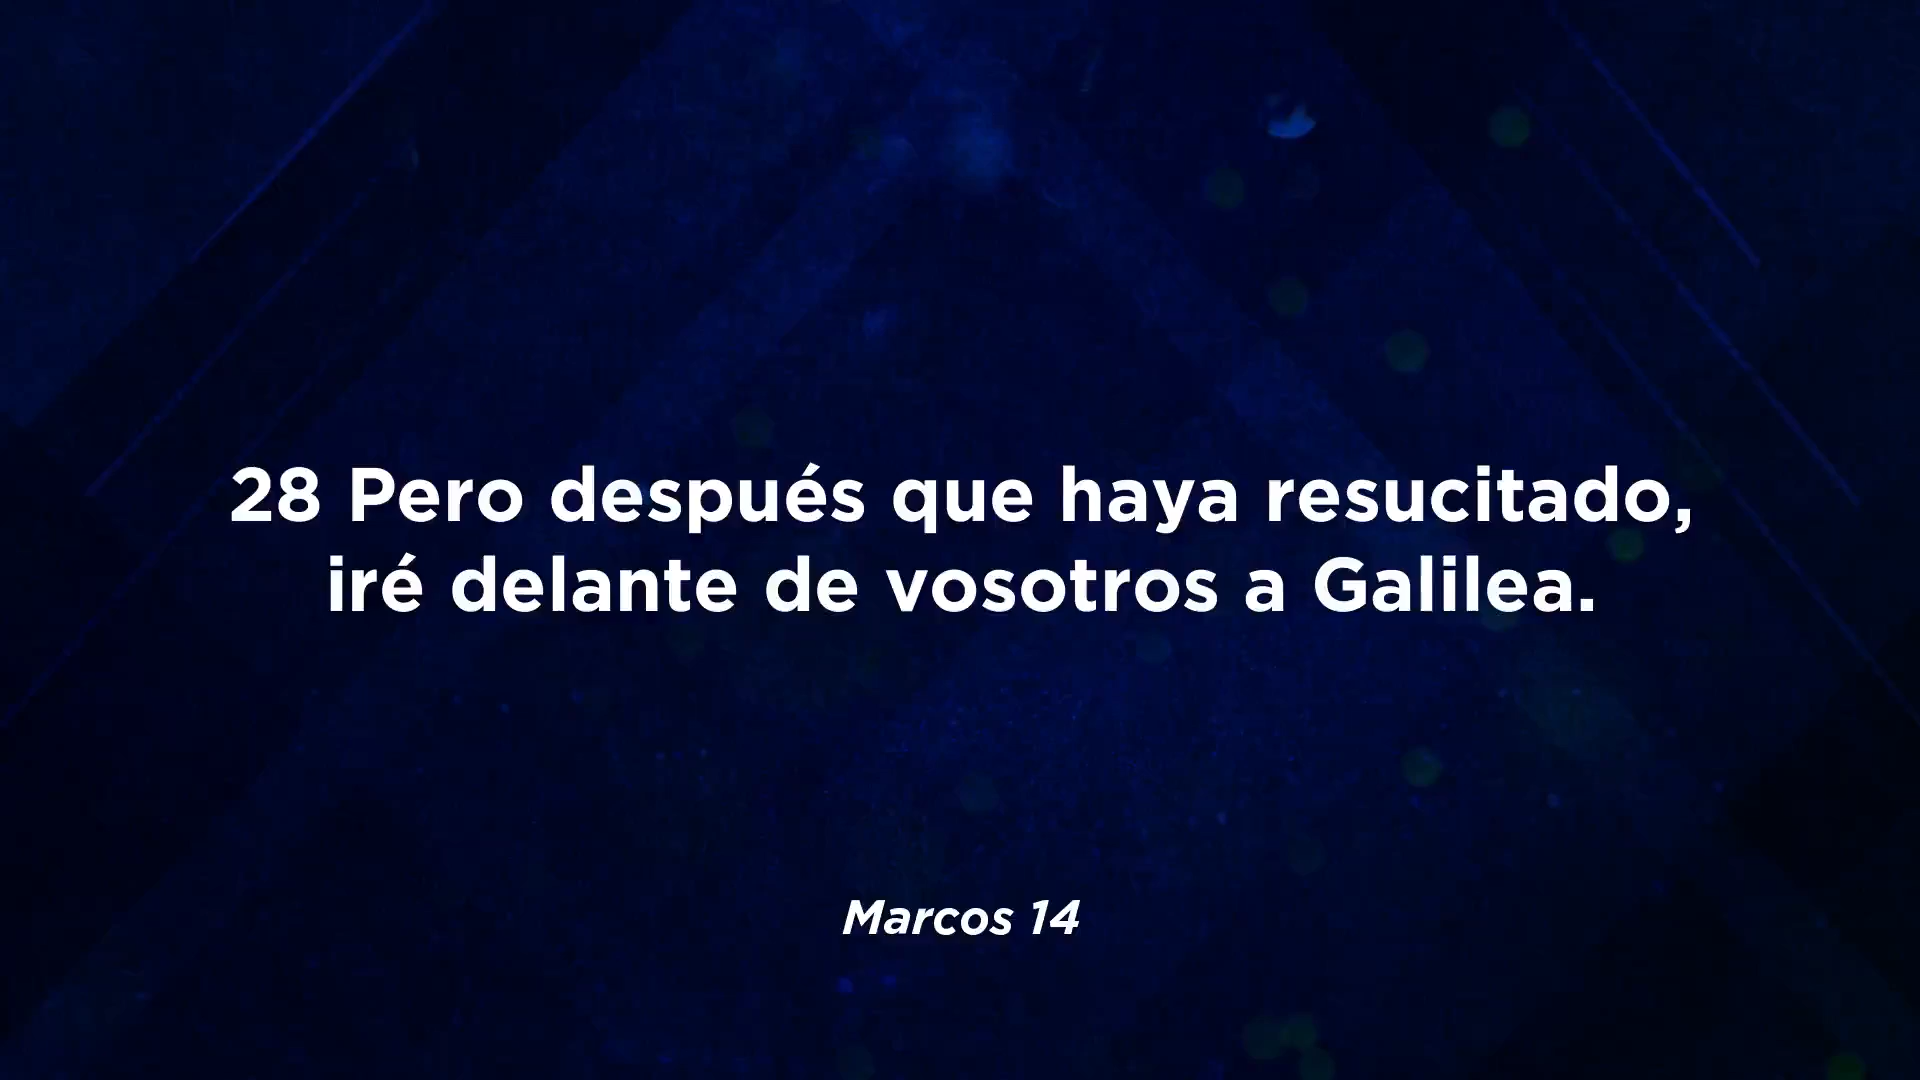 28 Pero después que haya resucitado,
iré delante de vosotros a Galilea.
Marcos 14